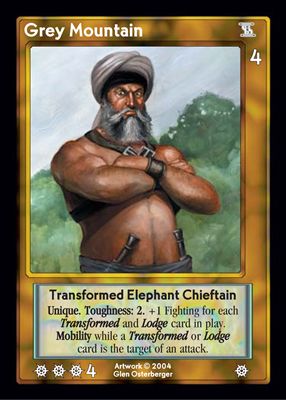 Grey Mountain
4
Transformed Elephant Chieftain
Unique. Toughness: 2. +1 Fighting for each
Transformed and Lodge card in play.
Mobility while a Transformed or Lodge
card is the target of an attack.
4
Artwork © 2004
Glen Osterberger